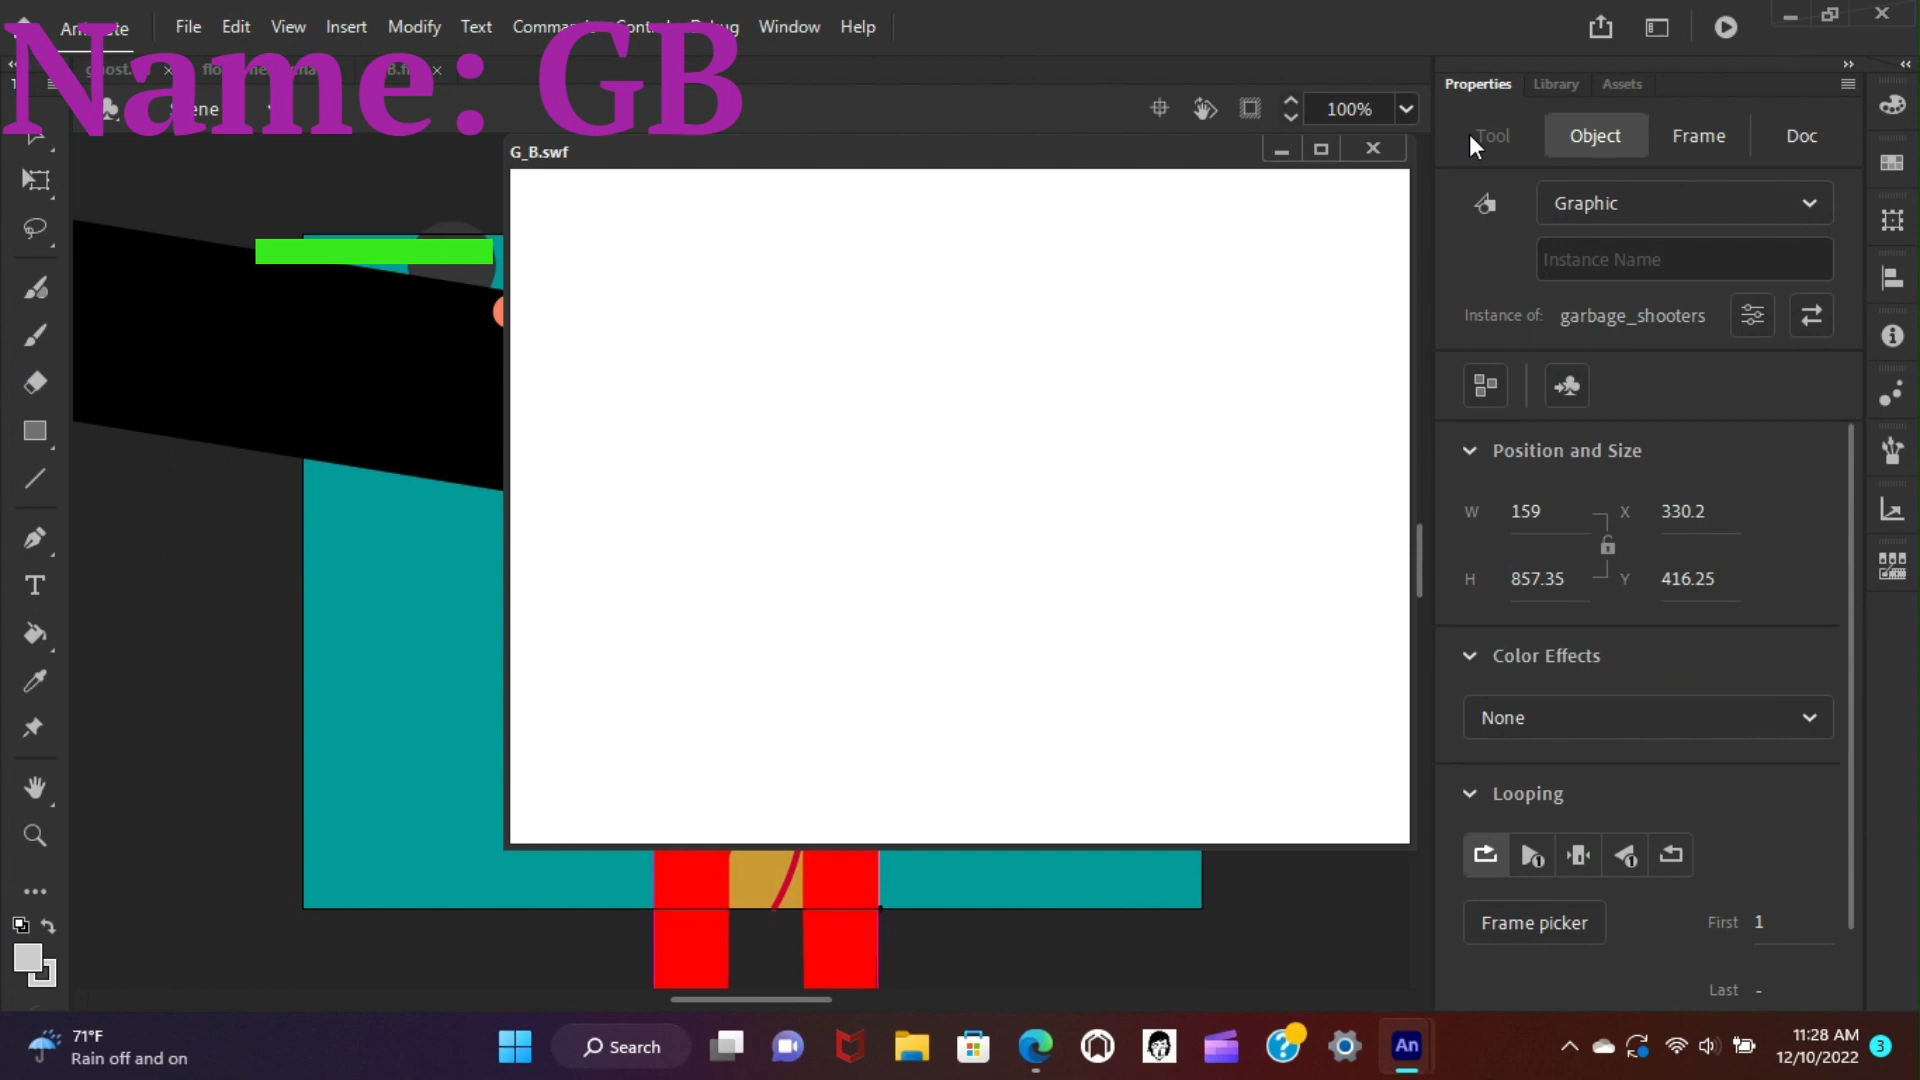 Name: GB
Animate
File Edit View Insert Modify Text Window Help
100%
G_B.swf
Properties Library Assets
Tool Object Frame Doc
Graphic
Instance Name
Instance of: garbage_shooters
Position and Size
W 159 X 330.2
H 857.35 Y 416.25
Color Effects
None
Looping
Frame picker First 1
Last -
71°F
Rain off and on
Search
An
11:28 AM
12/10/2022
3